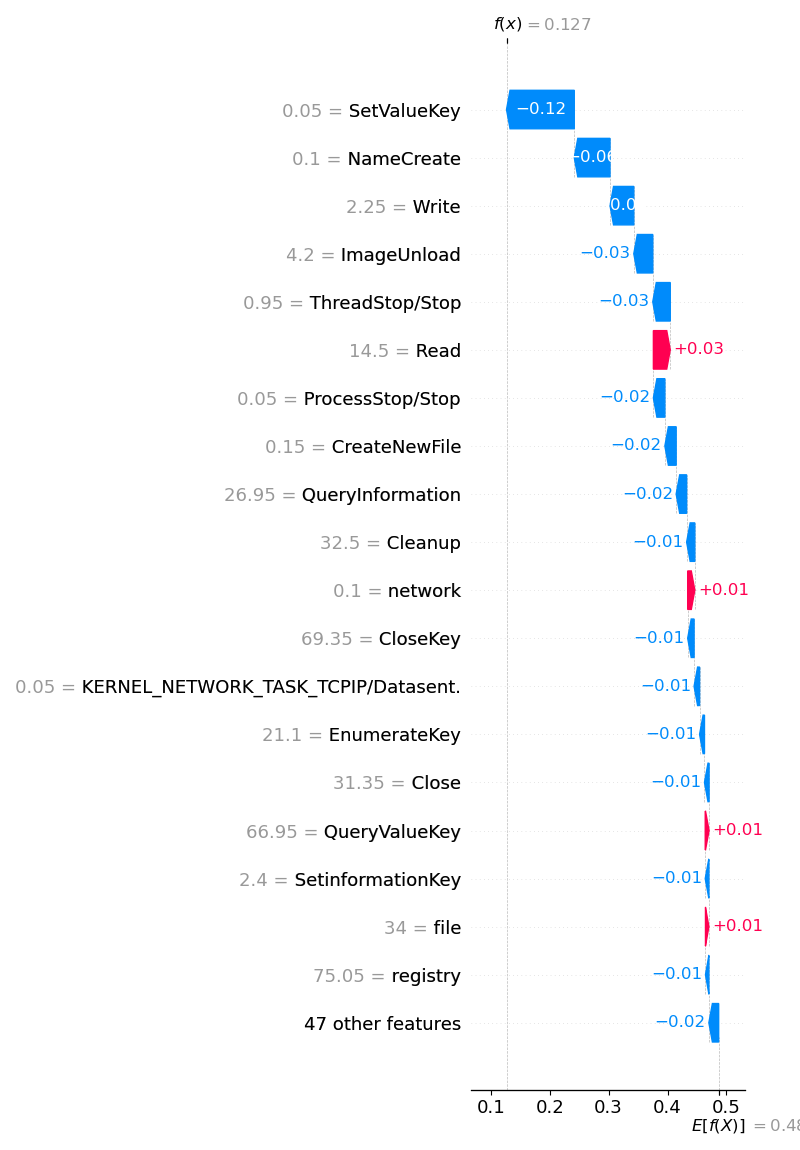 f(x) = 0.127
0.05 = SetValueKey −0.12
0.1 = NameCreate −0.06
2.25 = Write
4.2 = ImageUnload −0.03
0.95 = ThreadStop/Stop −0.03
14.5 = Read +0.03
0.05 = ProcessStop/Stop −0.02
0.15 = CreateNewFile −0.02
26.95 = QueryInformation −0.02
32.5 = Cleanup −0.01
0.1 = network +0.01
69.35 = CloseKey −0.01
0.05 = KERNEL_NETWORK_TASK_TCPIP/Datasent. −0.01
21.1 = EnumerateKey −0.01
31.35 = Close −0.01
66.95 = QueryValueKey +0.01
2.4 = SetinformationKey −0.01
34 = file +0.01
75.05 = registry −0.01
47 other features −0.02
0.1 0.2 0.3 0.4 0.5
E[f(X)] = 0.48